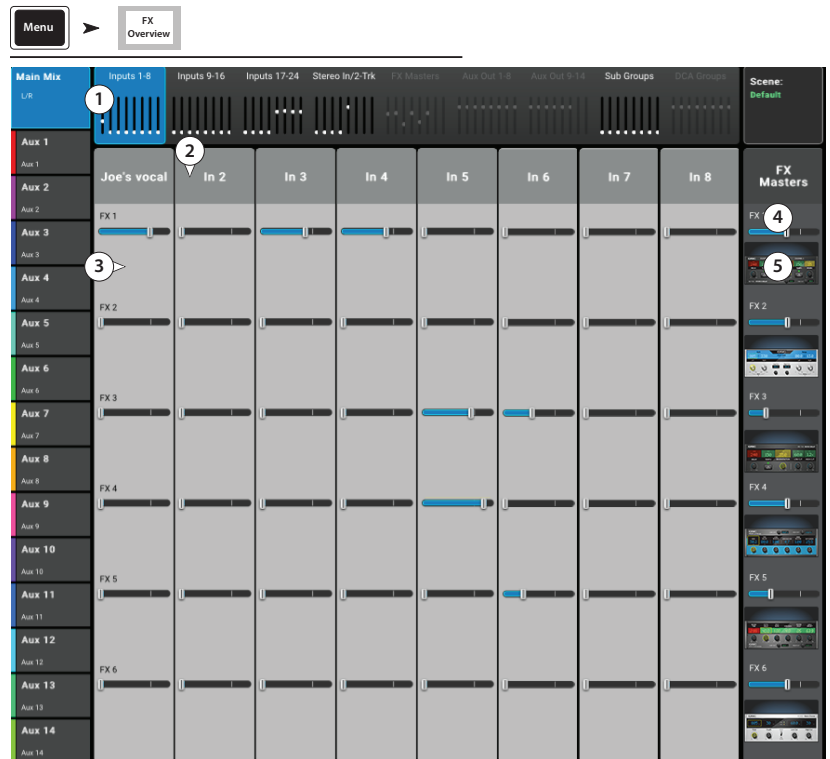 Menu
FX
Overview
Main Mix
L/R
Inputs 1-8
Inputs 9-16
Inputs 17-24
Stereo In/2-Trk
FX Masters
Aux Out 1-8
Aux Out 9-14
Sub Groups
DCA Groups
Scene:
Default
1
2
Aux 1
Aux 1
Aux 2
Aux 2
Aux 3
Aux 3
Aux 4
Aux 4
Aux 5
Aux 5
Aux 6
Aux 6
Aux 7
Aux 7
Aux 8
Aux 8
Aux 9
Aux 9
Aux 10
Aux 10
Aux 11
Aux 11
Aux 12
Aux 12
Aux 13
Aux 13
Aux 14
Aux 14
Joe's vocal
In 2
In 3
In 4
In 5
In 6
In 7
In 8
FX
Masters
FX 1
3
FX 2
FX 3
FX 4
FX 5
FX 6
FX
4
5
FX 2
FX 3
FX 4
FX 5
FX 6